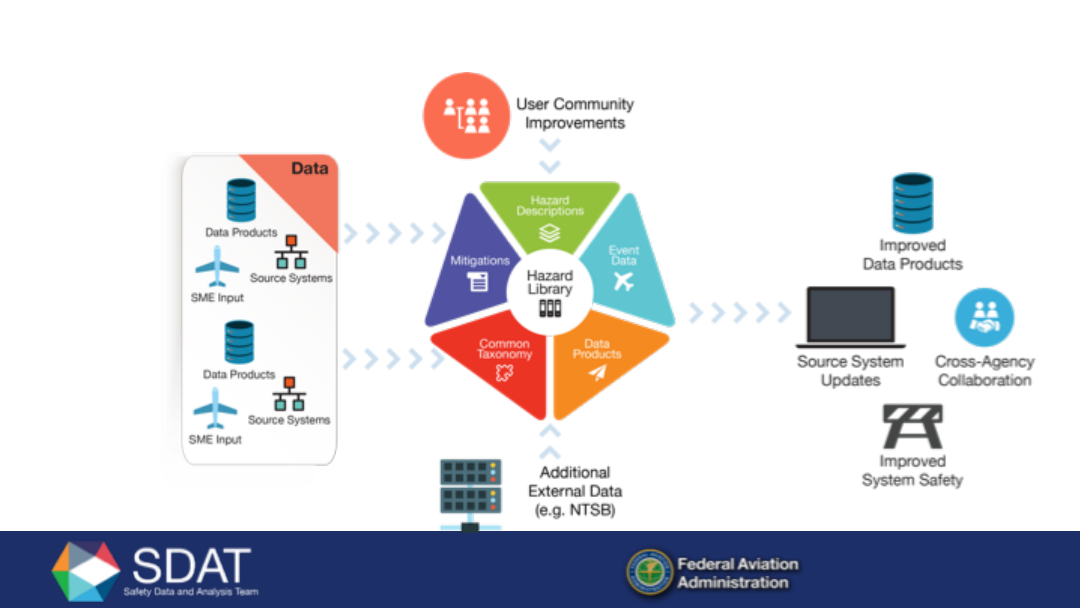 User Community
Improvements
Data
Data Products
Source Systems
SME Input
Data Products
Source Systems
SME Input
Hazard
Descriptions
Mitigations
Event
Data
Hazard
Library
Common
Taxonomy
Data
Products
Additional
External Data
(e.g. NTSB)
Improved
Data Products
Source System
Updates
Cross-Agency
Collaboration
Improved
System Safety
SDAT
Safety Data and Analysis Team
Federal Aviation
Administration